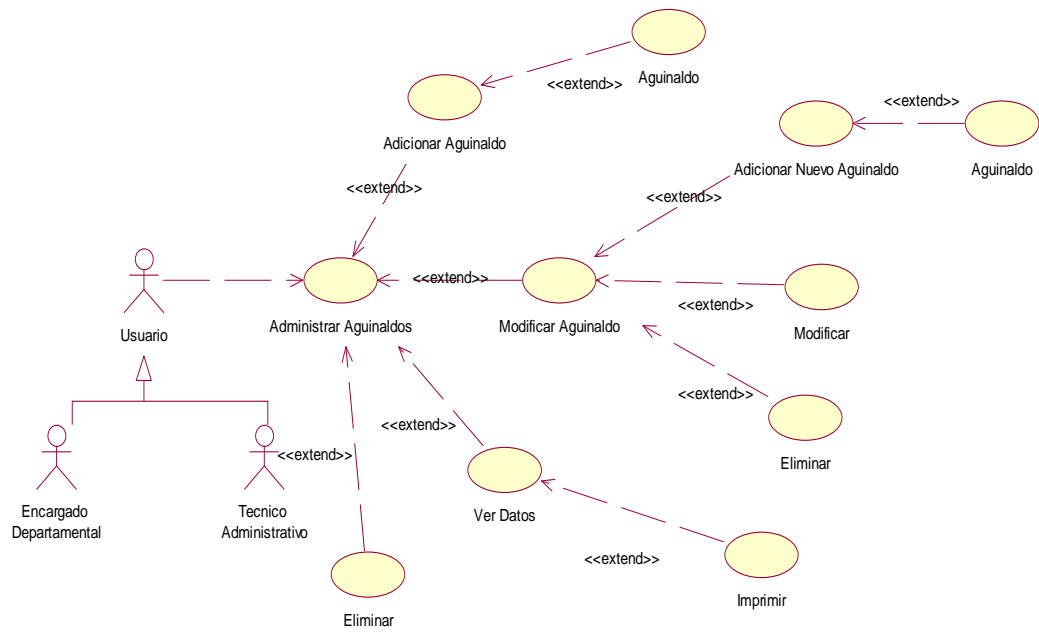 Aguinaldo
<<extend>>
Adicionar Aguinaldo
<<extend>>
Aguinaldo
Adicionar Nuevo Aguinaldo
<<extend>>
<<extend>>
Usuario
Administrar Aguinaldos
<<extend>>
Modificar Aguinaldo
<<extend>>
Modificar
<<extend>>
Eliminar
Encargado
Departamental
Tecnico
Administrativo
<<extend>>
<<extend>>
Ver Datos
<<extend>>
Imprimir
Eliminar